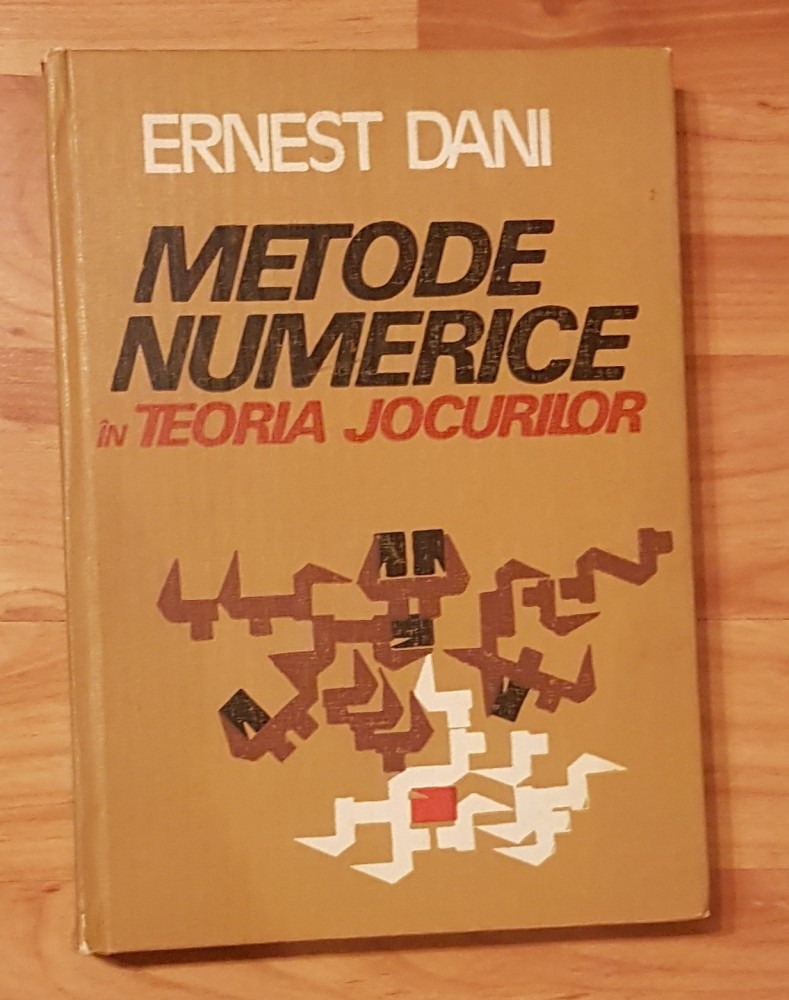 ERNEST DANI
METODE
NUMERICE
ÎN TEORIA JOCURILOR